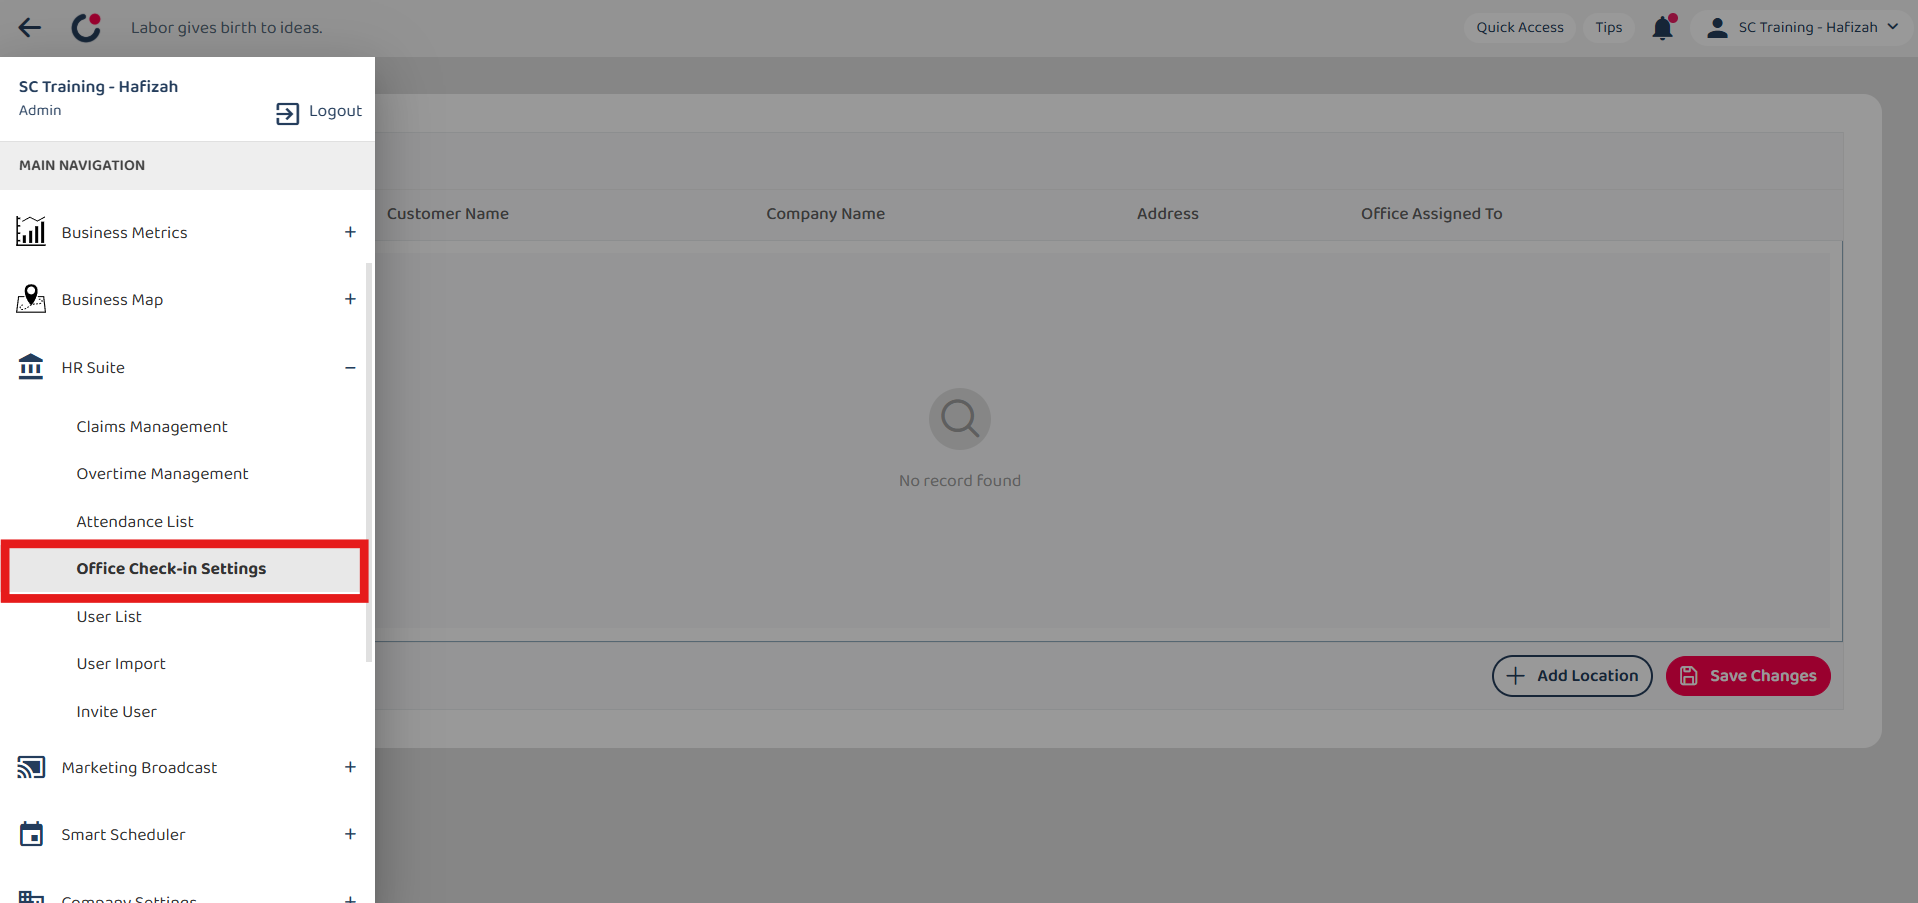 Labor gives birth to ideas.
Quick Access
Tips
SC Training - Hafizah
SC Training - Hafizah
Admin
Logout
MAIN NAVIGATION
Business Metrics
Business Map
HR Suite
Claims Management
Overtime Management
Attendance List
Office Check-in Settings
User List
User Import
Invite User
Marketing Broadcast
Smart Scheduler
Company Settings
Customer Name
Company Name
Address
Office Assigned To
No record found
Add Location
Save Changes